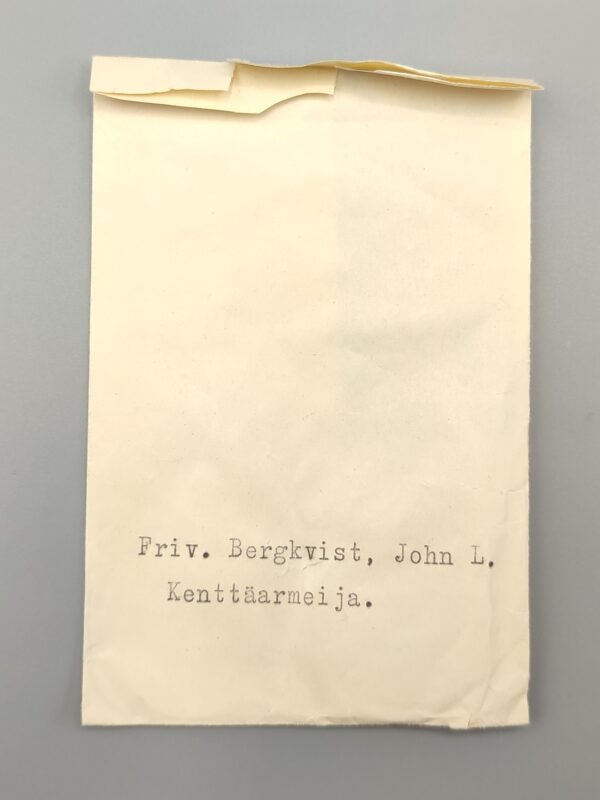 Friv. Bergkvist, John L.
Kenttäarmeija.